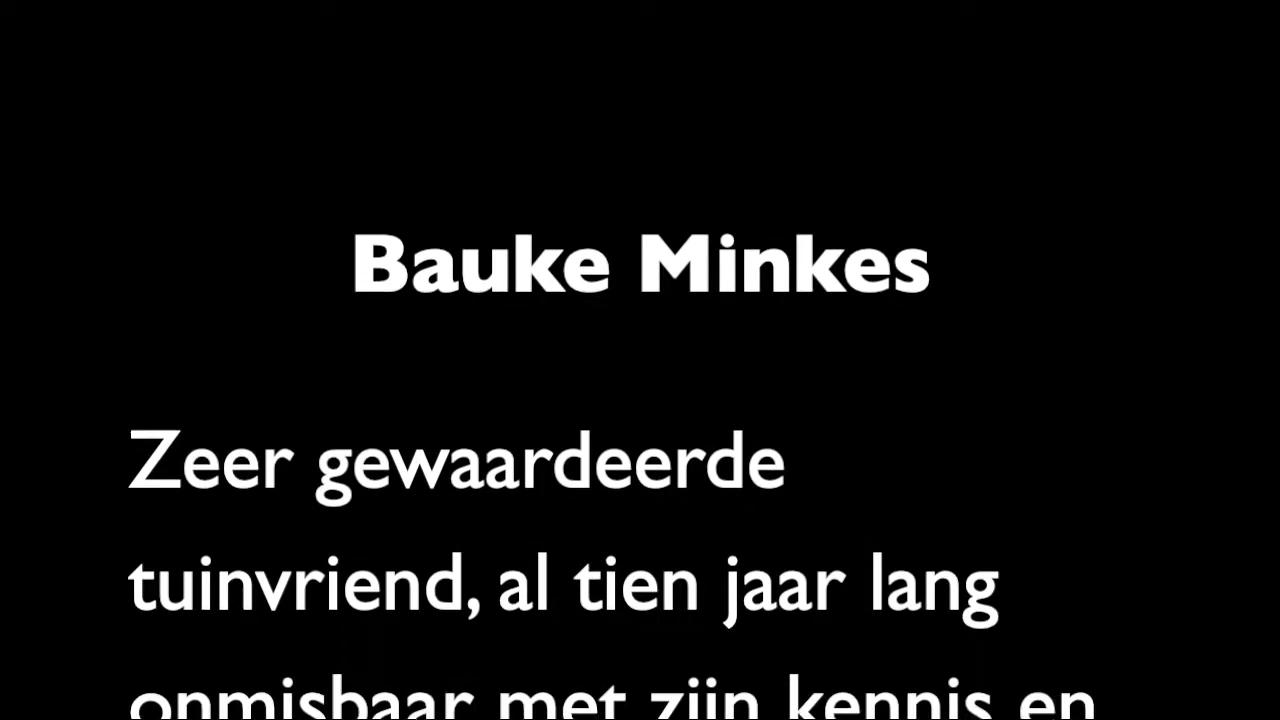 Bauke Minkes
Zeer gewaardeerde
tuinvriend, al tien jaar lang
onmisbaar met zijn kennis en